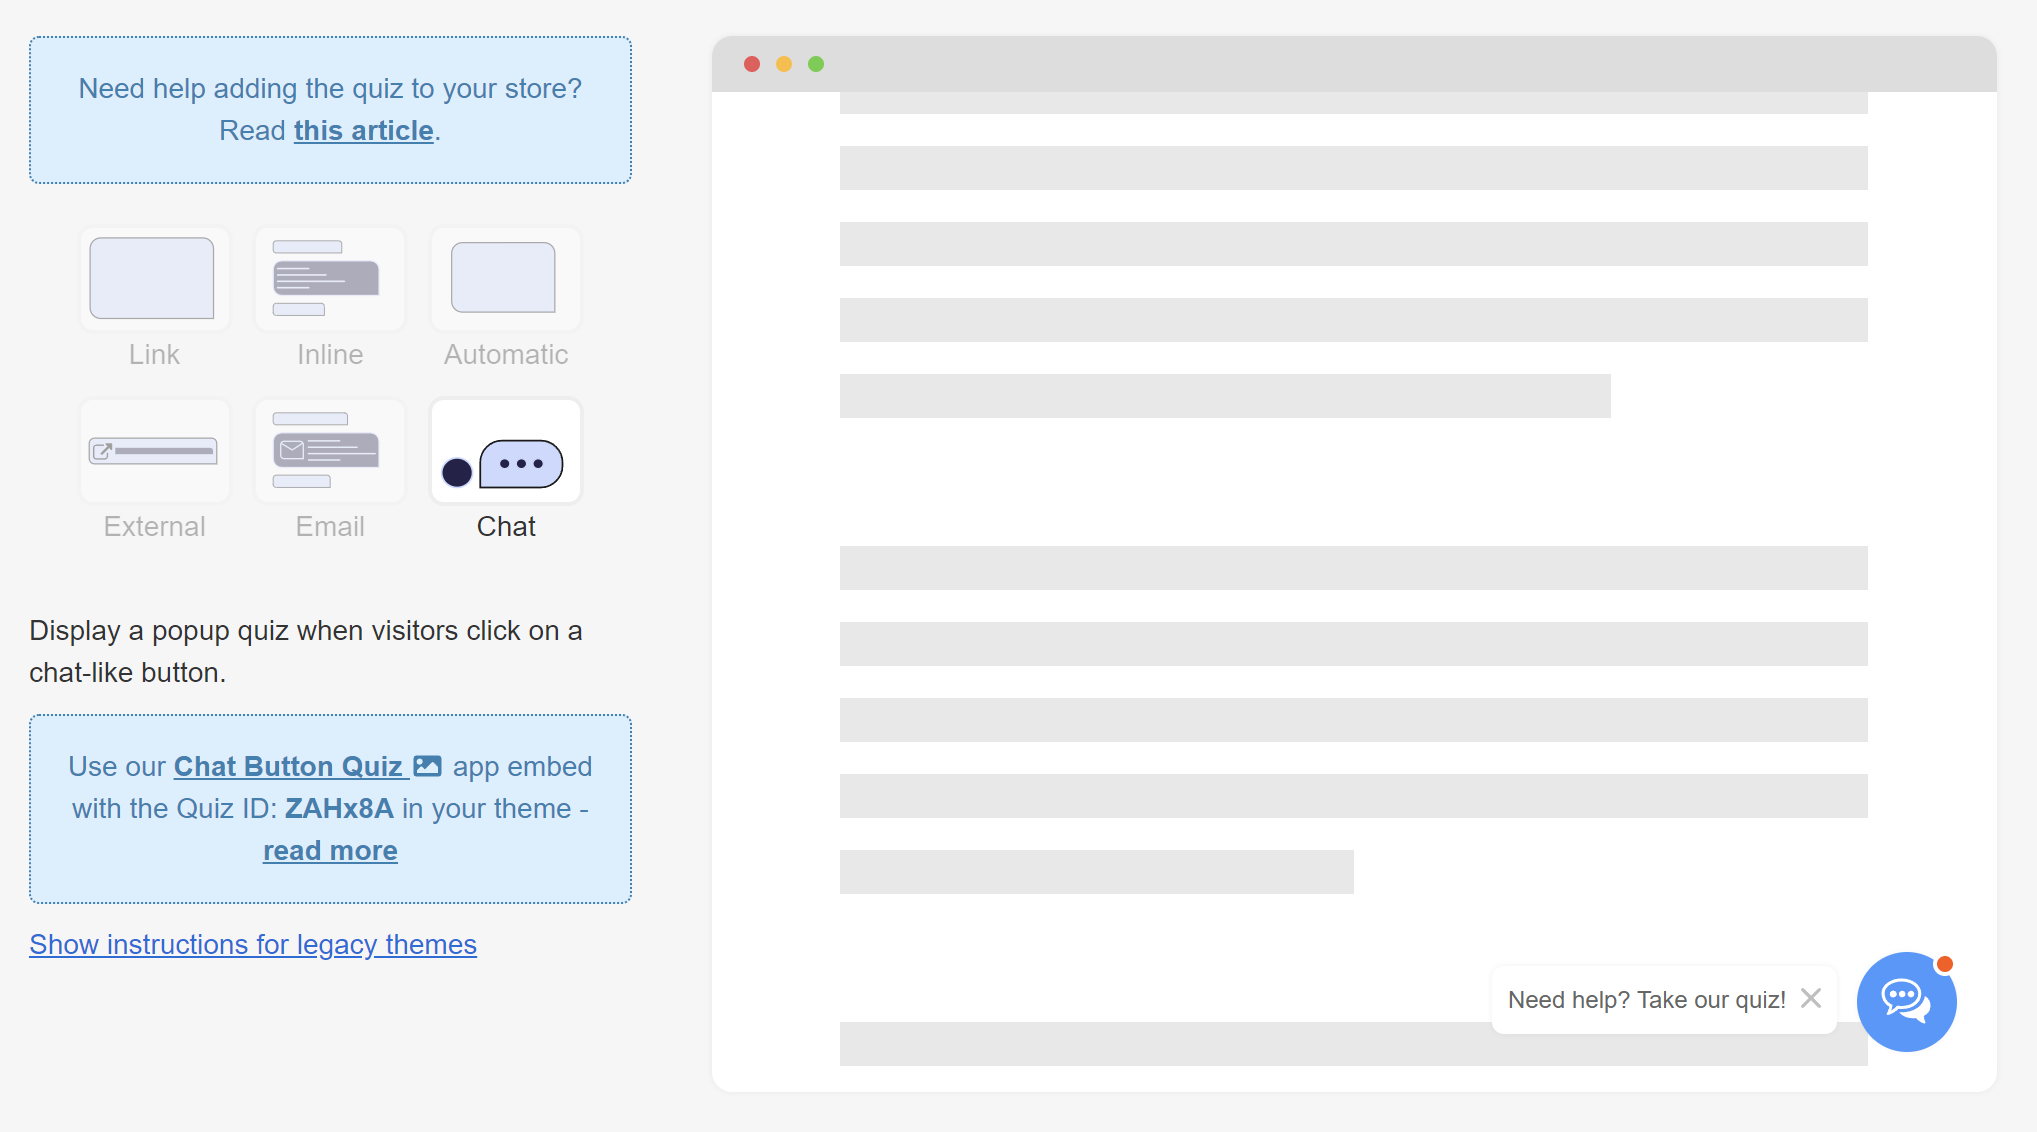 Need help adding the quiz to your store?
Read this article.
Link
Inline
Automatic
External
Email
Chat
Display a popup quiz when visitors click on a
chat-like button.
Use our Chat Button Quiz app embed
with the Quiz ID: ZAHx8A in your theme -
read more
Show instructions for legacy themes
Need help? Take our quiz!